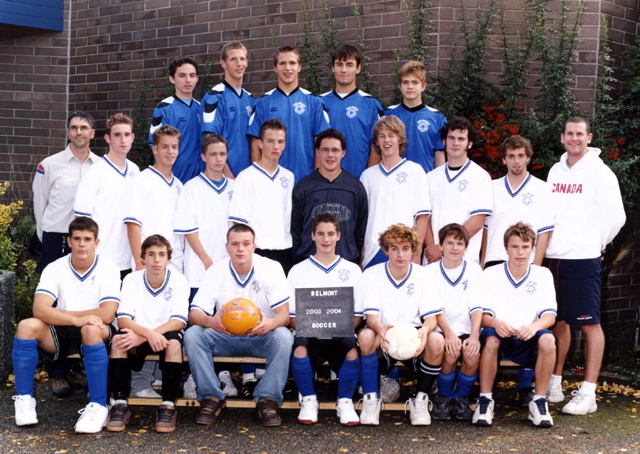 BELMONT
2003 2004
SOCCER
CANADA